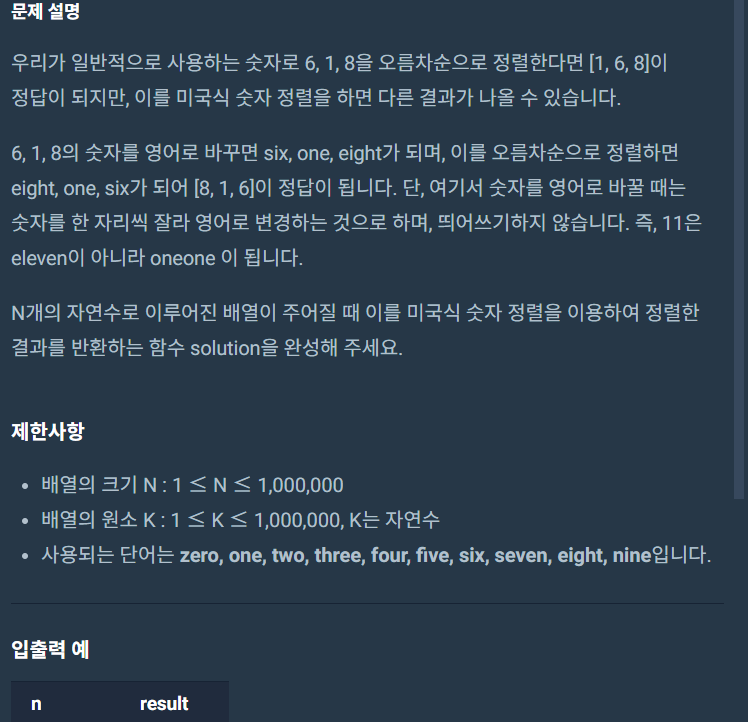 문제 설명
우리가 일반적으로 사용하는 숫자로 6, 1, 8을 오름차순으로 정렬한다면 [1, 6, 8]이
정답이 되지만, 이를 미국식 숫자 정렬을 하면 다른 결과가 나올 수 있습니다.
6, 1, 8의 숫자를 영어로 바꾸면 six, one, eight가 되며, 이를 오름차순으로 정렬하면
eight, one, six가 되어 [8, 1, 6]이 정답이 됩니다. 단, 여기서 숫자를 영어로 바꿀 때는
숫자를 한 자리씩 잘라 영어로 변경하는 것으로 하며, 띄어쓰기하지 않습니다. 즉, 11은
eleven이 아니라 oneone 이 됩니다.
N개의 자연수로 이루어진 배열이 주어질 때 이를 미국식 숫자 정렬을 이용하여 정렬한
결과를 반환하는 함수 solution을 완성해 주세요.
제한사항
• 배열의 크기 N : 1 ≤ N ≤ 1,000,000
• 배열의 원소 K : 1 ≤ K ≤ 1,000,000, K는 자연수
• 사용되는 단어는 zero, one, two, three, four, five, six, seven, eight, nine입니다.
입출력 예
n result